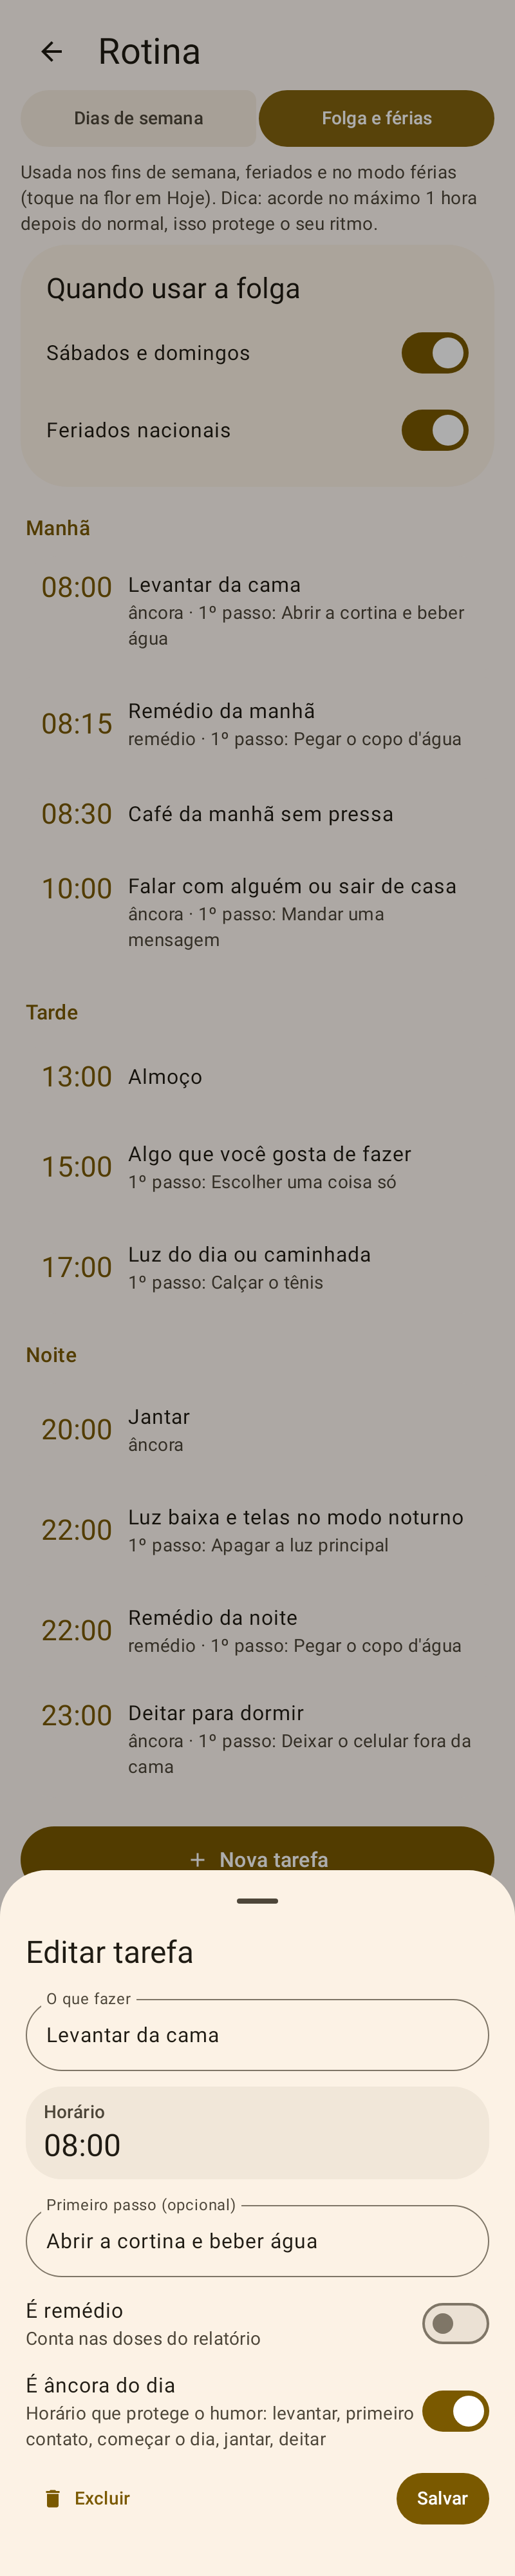 Rotina
Dias de semana
Folga e férias
Usada nos fins de semana, feriados e no modo férias
(toque na flor em Hoje). Dica: acorde no máximo 1 hora
depois do normal, isso protege o seu ritmo.
Quando usar a folga
Sábados e domingos
Feriados nacionais
Manhã
08:00
Levantar da cama
âncora · 1º passo: Abrir a cortina e beber
água
08:15
Remédio da manhã
remédio · 1º passo: Pegar o copo d'água
08:30
Café da manhã sem pressa
10:00
Falar com alguém ou sair de casa
âncora · 1º passo: Mandar uma
mensagem
Tarde
13:00
Almoço
15:00
Algo que você gosta de fazer
1º passo: Escolher uma coisa só
17:00
Luz do dia ou caminhada
1º passo: Calçar o tênis
Noite
20:00
Jantar
âncora
22:00
Luz baixa e telas no modo noturno
1º passo: Apagar a luz principal
22:00
Remédio da noite
remédio · 1º passo: Pegar o copo d'água
23:00
Deitar para dormir
âncora · 1º passo: Deixar o celular fora da
cama
+ Nova tarefa
Editar tarefa
O que fazer
Levantar da cama
Horário
08:00
Primeiro passo (opcional)
Abrir a cortina e beber água
É remédio
Conta nas doses do relatório
É âncora do dia
Horário que protege o humor: levantar, primeiro
contato, começar o dia, jantar, deitar
Excluir
Salvar